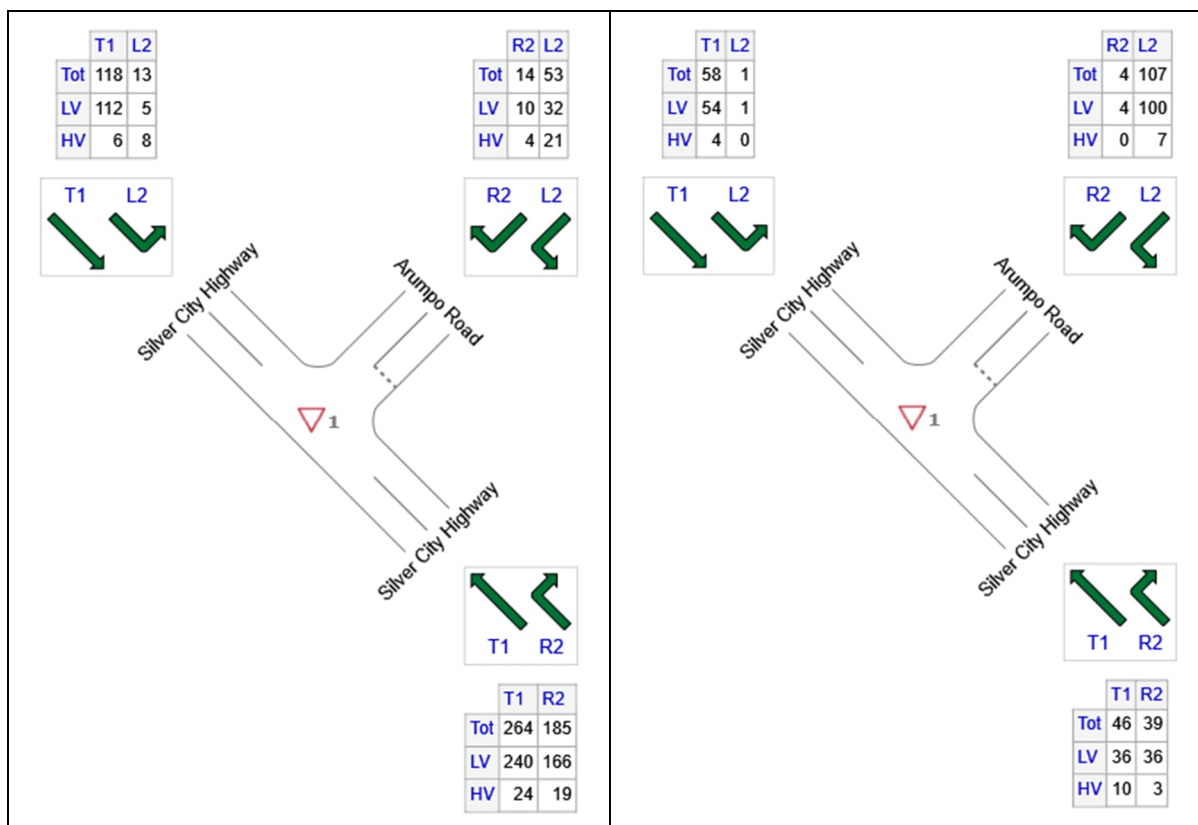 T1 L2
Tot 118 13
LV 112 5
HV 6 8
R2 L2
Tot 14 53
LV 10 32
HV 4 21
T1 L2
R2 L2
Silver City Highway
Arumpo Road
1
Silver City Highway
T1 R2
T1 R2
Tot 264 185
LV 240 166
HV 24 19
T1 L2
Tot 58 1
LV 54 1
HV 4 0
R2 L2
Tot 4 107
LV 4 100
HV 0 7
T1 L2
R2 L2
Silver City Highway
Arumpo Road
1
Silver City Highway
T1 R2
T1 R2
Tot 46 39
LV 36 36
HV 10 3